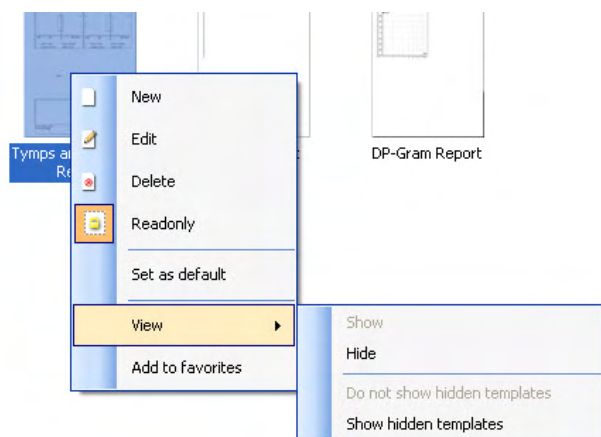 New
Edit
Tymps a
DP-Gram Report
Re
Delete
Readonly
Set as default
View
Show
Hide
Add to favorites
Do not show hidden templates
Show hidden templates